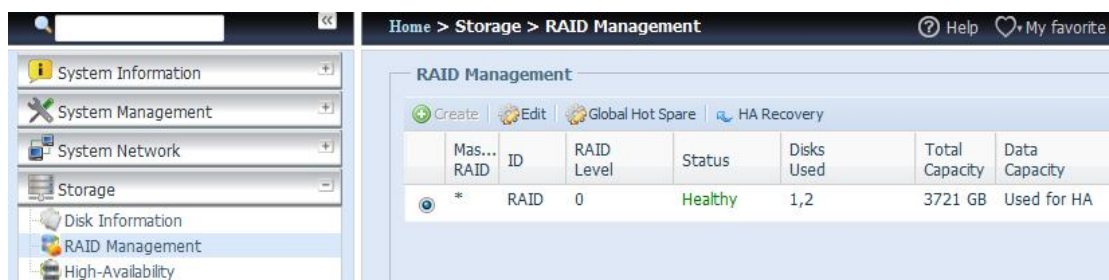 Home > Storage > RAID Management
Help
My favorite
System Information
System Management
System Network
Storage
Disk Information
RAID Management
High-Availability
RAID Management
Create
Edit
Global Hot Spare
HA Recovery
Mas... RAID
ID
RAID Level
Status
Disks Used
Total Capacity
Data Capacity
*
RAID
0
Healthy
1,2
3721 GB
Used for HA